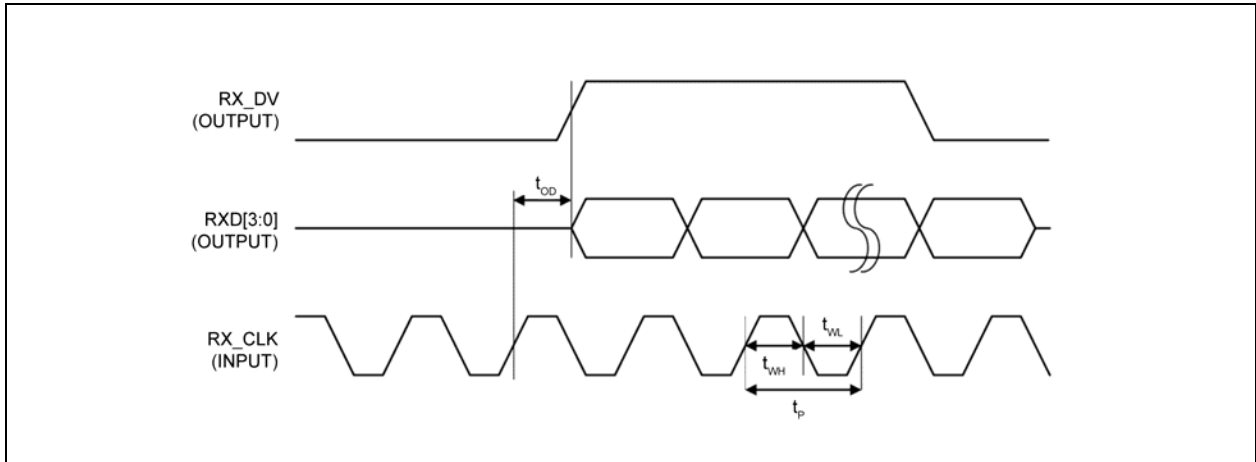 RX_DV
(OUTPUT)
tOD
RXD[3:0]
(OUTPUT)
RX_CLK
(INPUT)
tWL
tWH
tP